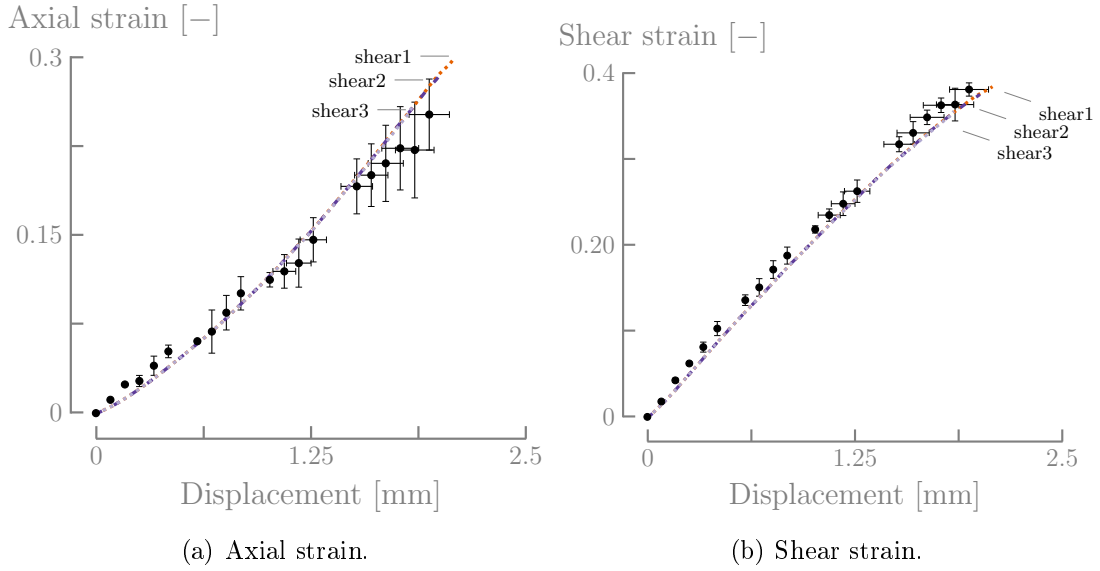 Axial strain [−]
0.3
0.15
0
shear1
shear2
shear3
0
1.25
2.5
Displacement [mm]
(a) Axial strain.
Shear strain [−]
0.4
0.20
0
shear1
shear2
shear3
0
1.25
2.5
Displacement [mm]
(b) Shear strain.